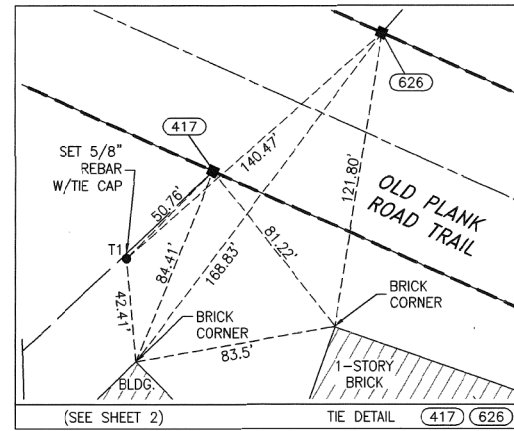 626
417
SET 5/8"
REBAR
W/TIE CAP
140.47'
50.76'
121.80'
OLD PLANK
ROAD TRAIL
T1
84.41'
168.83'
81.22'
42.41'
BRICK
CORNER
BRICK
CORNER
83.5'
1-STORY
BRICK
BLDG.
(SEE SHEET 2)
TIE DETAIL 417 626